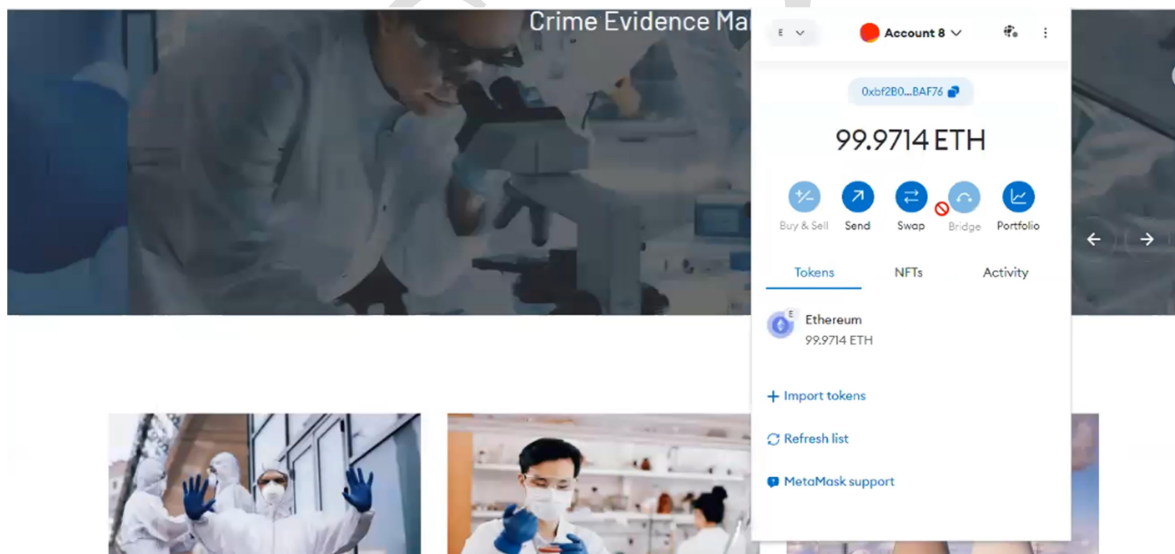 Crime Evidence Ma
E
Account 8
0xbf2B0...BAF76
99.9714 ETH
Buy & Sell Send Swap Bridge Portfolio
Tokens NFTs Activity
E
Ethereum
99.9714 ETH
+ Import tokens
Refresh list
MetaMask support